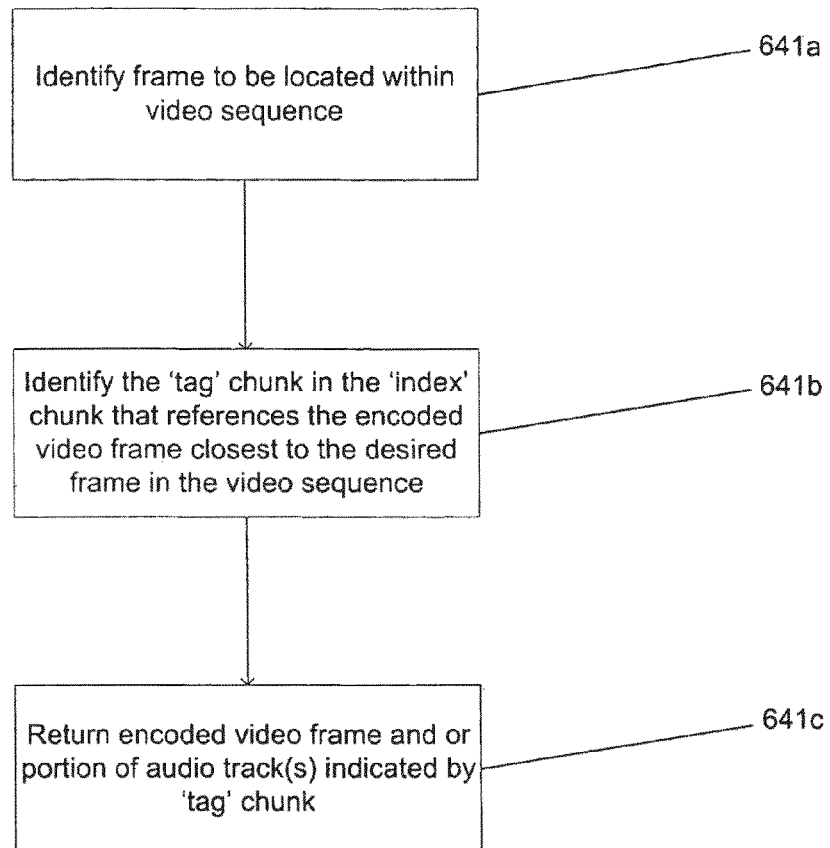 641a
Identify frame to be located within
video sequence
641b
Identify the ‘tag’ chunk in the ‘index’
chunk that references the encoded
video frame closest to the desired
frame in the video sequence
641c
Return encoded video frame and or
portion of audio track(s) indicated by
‘tag’ chunk